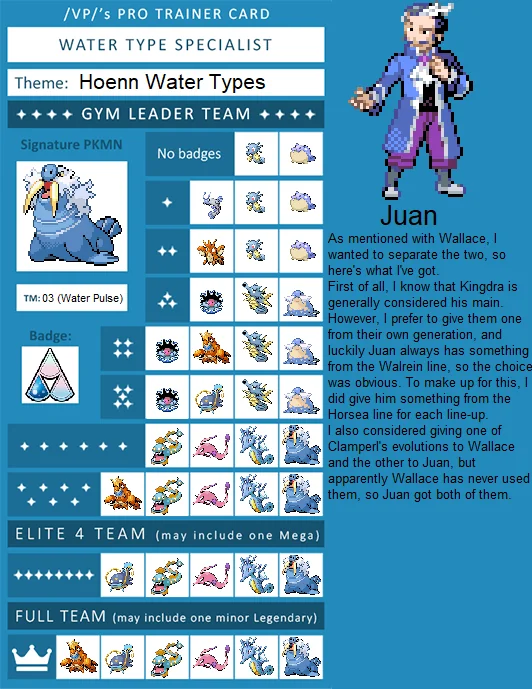 /VP/'s PRO TRAINER CARD
WATER TYPE SPECIALIST
Theme: Hoenn Water Types
GYM LEADER TEAM
Signature PKMN
No badges
TM: 03 (Water Pulse)
Badge:
ELITE 4 TEAM (may include one Mega)
FULL TEAM (may include one minor Legendary)
Juan
As mentioned with Wallace, I
wanted to separate the two, so
here's what I've got.
First of all, I know that Kingdra is
generally considered his main.
However, I prefer to give them one
from their own generation, and
luckily Juan always has something
from the Walrein line, so the choice
was obvious. To make up for this, I
did give him something from the
Horsea line for each line-up.
I also considered giving one of
Clamperl's evolutions to Wallace
and the other to Juan, but
apparently Wallace has never used
them, so Juan got both of them.